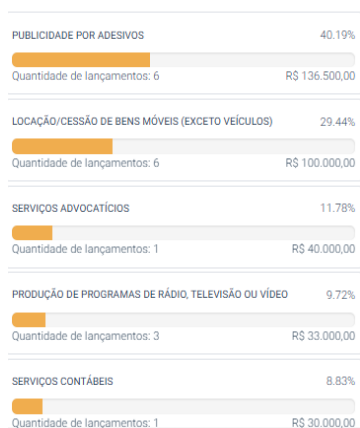 PUBLICIDADE POR ADESIVOS 40.19%
Quantidade de lançamentos: 6 R$ 136.500,00
LOCAÇÃO/CESSÃO DE BENS MÓVEIS (EXCETO VEÍCULOS) 29.44%
Quantidade de lançamentos: 6 R$ 100.000,00
SERVIÇOS ADVOCATÍCIOS 11.78%
Quantidade de lançamentos: 1 R$ 40.000,00
PRODUÇÃO DE PROGRAMAS DE RÁDIO, TELEVISÃO OU VÍDEO 9.72%
Quantidade de lançamentos: 3 R$ 33.000,00
SERVIÇOS CONTÁBEIS 8.83%
Quantidade de lançamentos: 1 R$ 30.000,00